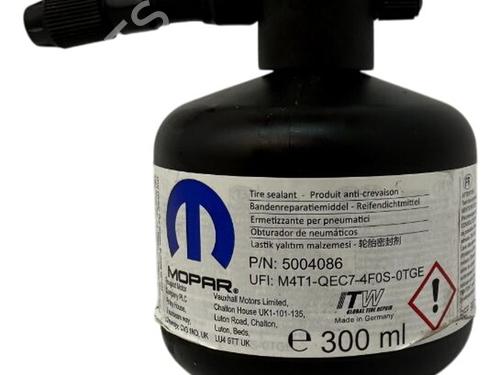 Tire sealant - Produit anti-crevaison
Bandenreparatiemiddel - Reifendichtmittel
Ermetizzante per pneumatici
Obturador de neumáticos
Lastik yalıtım malzemesi - 轮胎密封剂
P/N: 5004086
UFI: M4T1-QEC7-4F0S-0TGE
MOPAR
Vauxhall Motors Limited,
Chalton House UK1-101-135,
Luton Road, Chalton,
Luton, Beds.
LU4 9TT UK
ITW
GLOBAL TIRE REPAIR
Made in Germany
e 300 ml
FR